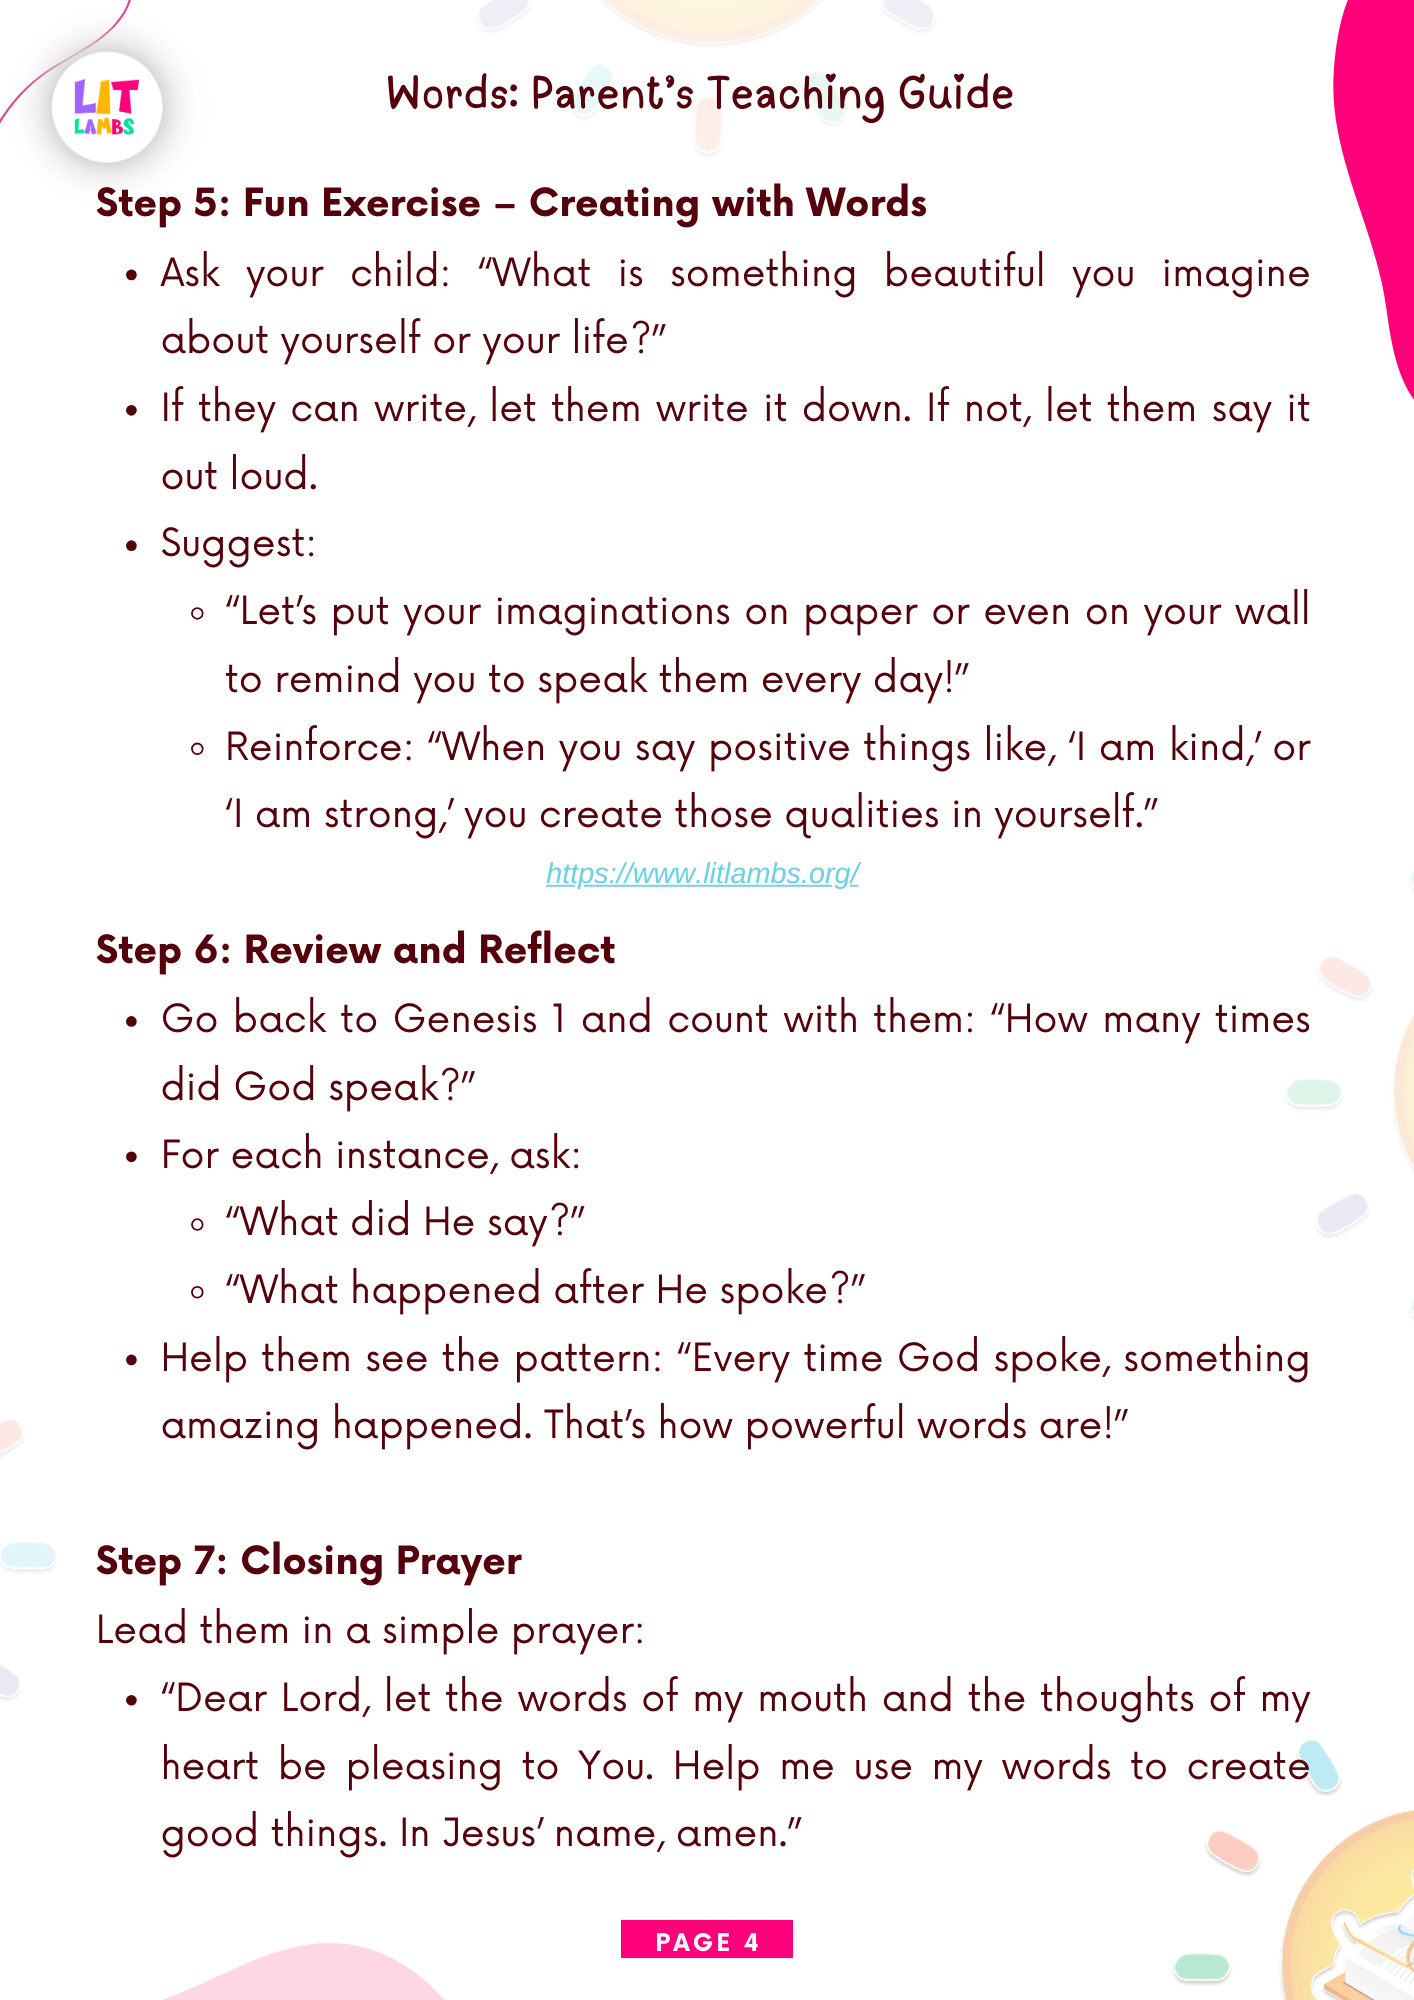 LIT
LAMBS
Words: Parent’s Teaching Guide
Step 5: Fun Exercise – Creating with Words
• Ask your child: “What is something beautiful you imagine
about yourself or your life?”
• If they can write, let them write it down. If not, let them say it
out loud.
• Suggest:
◦ “Let’s put your imaginations on paper or even on your wall
to remind you to speak them every day!”
◦ Reinforce: “When you say positive things like, ‘I am kind,’ or
‘I am strong,’ you create those qualities in yourself.”
https://www.litlambs.org/
Step 6: Review and Reflect
• Go back to Genesis 1 and count with them: “How many times
did God speak?”
• For each instance, ask:
◦ “What did He say?”
◦ “What happened after He spoke?”
• Help them see the pattern: “Every time God spoke, something
amazing happened. That’s how powerful words are!”
Step 7: Closing Prayer
Lead them in a simple prayer:
• “Dear Lord, let the words of my mouth and the thoughts of my
heart be pleasing to You. Help me use my words to create
good things. In Jesus’ name, amen.”
PAGE 4